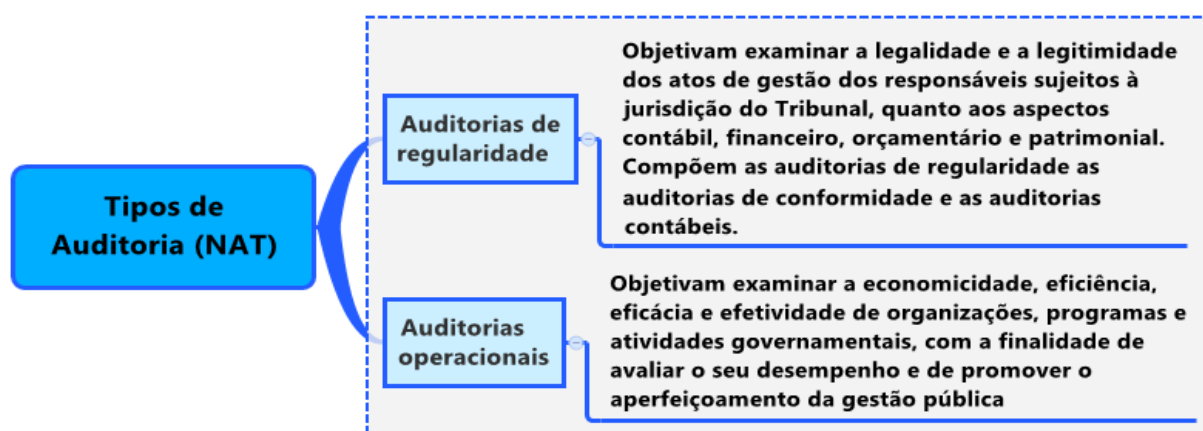 Tipos de
Auditoria (NAT)
Auditorias de
regularidade
Objetivam examinar a legalidade e a legitimidade
dos atos de gestão dos responsáveis sujeitos à
jurisdição do Tribunal, quanto aos aspectos
contábil, financeiro, orçamentário e patrimonial.
Compõem as auditorias de regularidade as
auditorias de conformidade e as auditorias
contábeis.
Auditorias
operacionais
Objetivam examinar a economicidade, eficiência,
eficácia e efetividade de organizações, programas e
atividades governamentais, com a finalidade de
avaliar o seu desempenho e de promover o
aperfeiçoamento da gestão pública